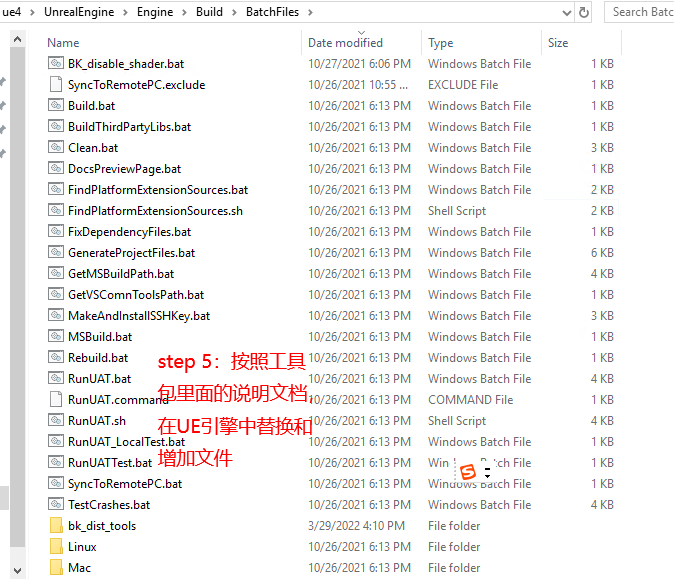 ue4 > UnrealEngine > Engine > Build > BatchFiles > Search Batc
Name Date modified Type Size
BK_disable_shader.bat 10/27/2021 6:06 PM Windows Batch File 1 KB
SyncToRemotePC.exclude 10/26/2021 10:55 ... EXCLUDE File 1 KB
Build.bat 10/26/2021 6:13 PM Windows Batch File 1 KB
BuildThirdPartyLibs.bat 10/26/2021 6:13 PM Windows Batch File 1 KB
Clean.bat 10/26/2021 6:13 PM Windows Batch File 3 KB
DocsPreviewPage.bat 10/26/2021 6:13 PM Windows Batch File 1 KB
FindPlatformExtensionSources.bat 10/26/2021 6:13 PM Windows Batch File 2 KB
FindPlatformExtensionSources.sh 10/26/2021 6:13 PM Shell Script 2 KB
FixDependencyFiles.bat 10/26/2021 6:13 PM Windows Batch File 1 KB
GenerateProjectFiles.bat 10/26/2021 6:13 PM Windows Batch File 6 KB
GetMSBuildPath.bat 10/26/2021 6:13 PM Windows Batch File 4 KB
GetVSComnToolsPath.bat 10/26/2021 6:13 PM Windows Batch File 1 KB
MakeAndInstallSSHKey.bat 10/26/2021 6:13 PM Windows Batch File 3 KB
MSBuild.bat 10/26/2021 6:13 PM Windows Batch File 1 KB
Rebuild.bat 10/26/2021 6:13 PM Windows Batch File 1 KB
RunUAT.bat 10/26/2021 6:13 PM Windows Batch File 4 KB
RunUAT.command 10/26/2021 6:13 PM COMMAND File 1 KB
RunUAT.sh 10/26/2021 6:13 PM Shell Script 4 KB
RunUAT_LocalTest.bat 10/26/2021 6:13 PM Windows Batch File 1 KB
RunUATTest.bat 10/26/2021 6:13 PM Win ch File 1 KB
SyncToRemotePC.bat 10/26/2021 6:13 PM Windows Batch File 1 KB
TestCrashes.bat 10/26/2021 6:13 PM Windows Batch File 4 KB
bk_dist_tools 3/29/2022 4:10 PM File folder
Linux 10/26/2021 6:13 PM File folder
Mac 10/26/2021 6:13 PM File folder
step 5：按照工具
包里面的说明文档,
在UE引擎中替换和
增加文件